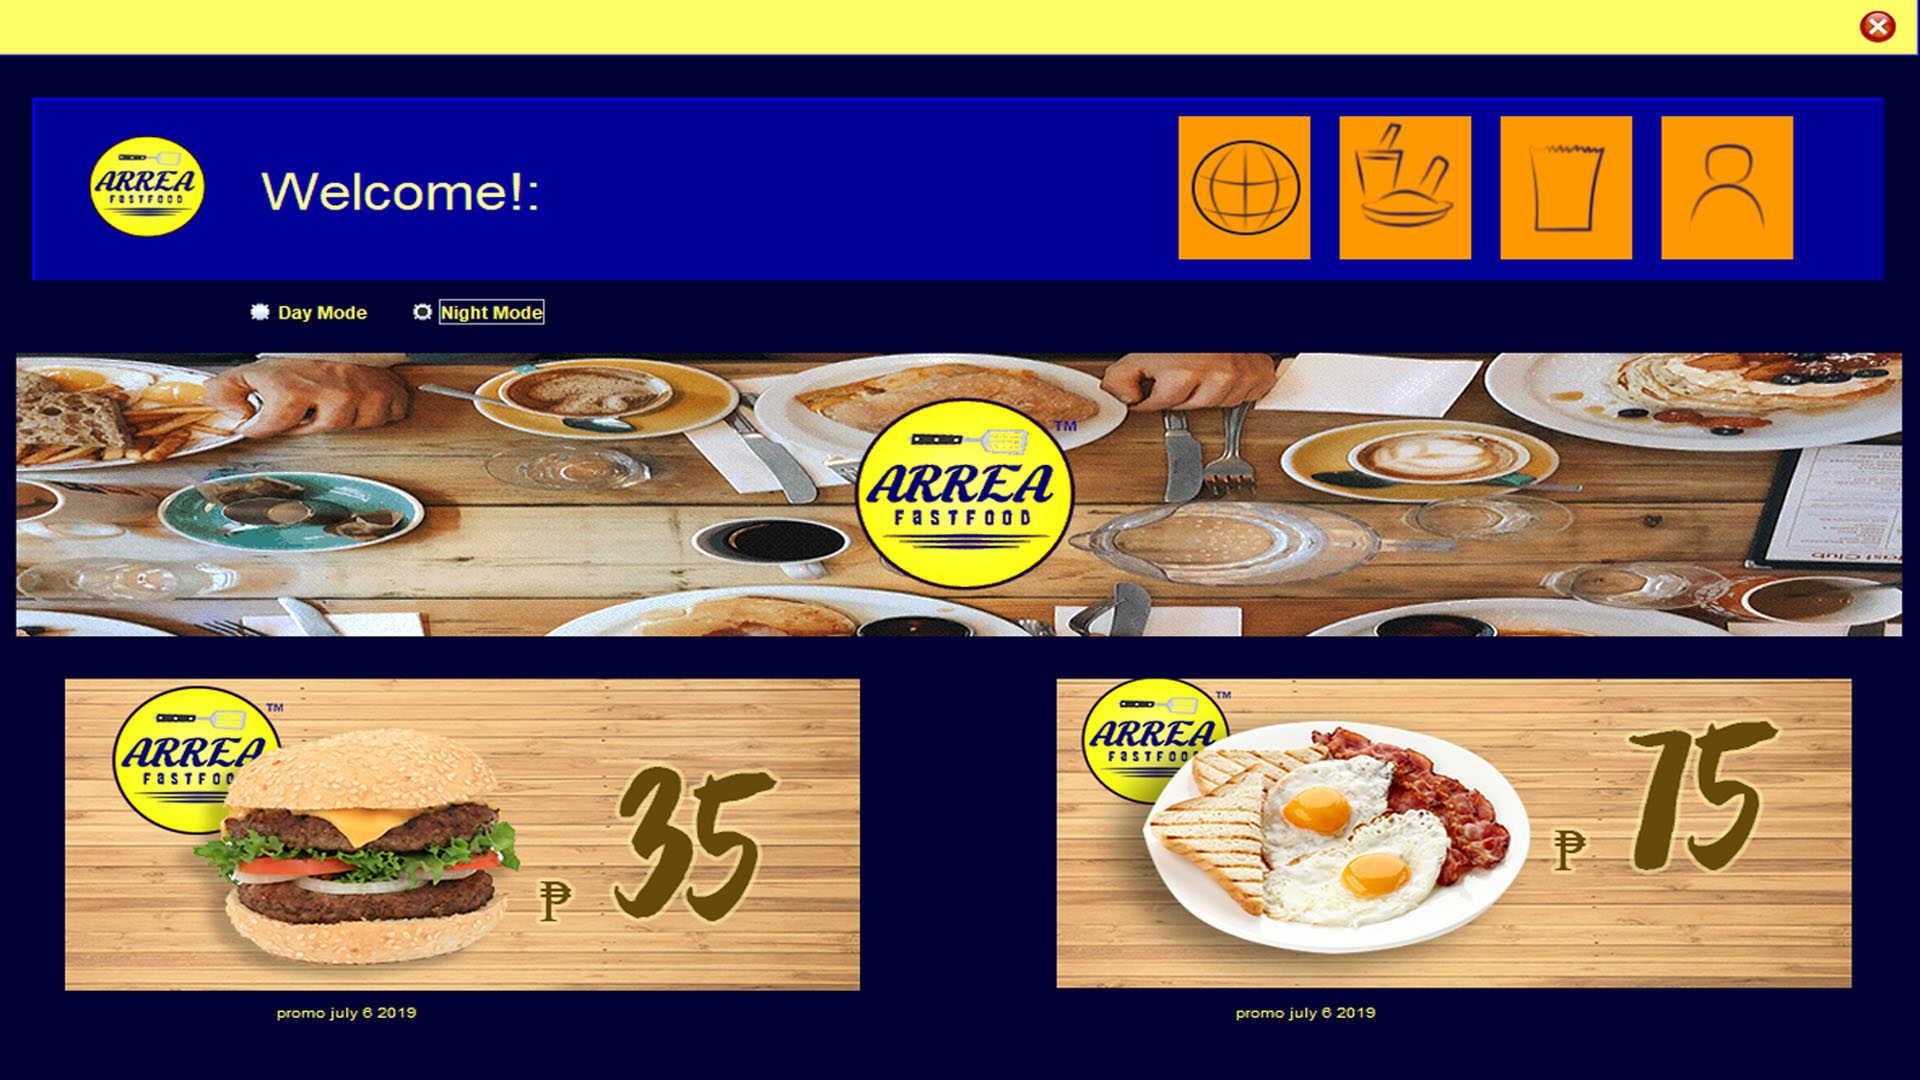 ARREA
FASTFOOD
Welcome!:
Day Mode
Night Mode
TM
ARREA
FASTFOOD
TM
ARREA
FASTFOO
₱ 35
TM
ARREA
FASTFOO
₱ 75
promo july 6 2019
promo july 6 2019